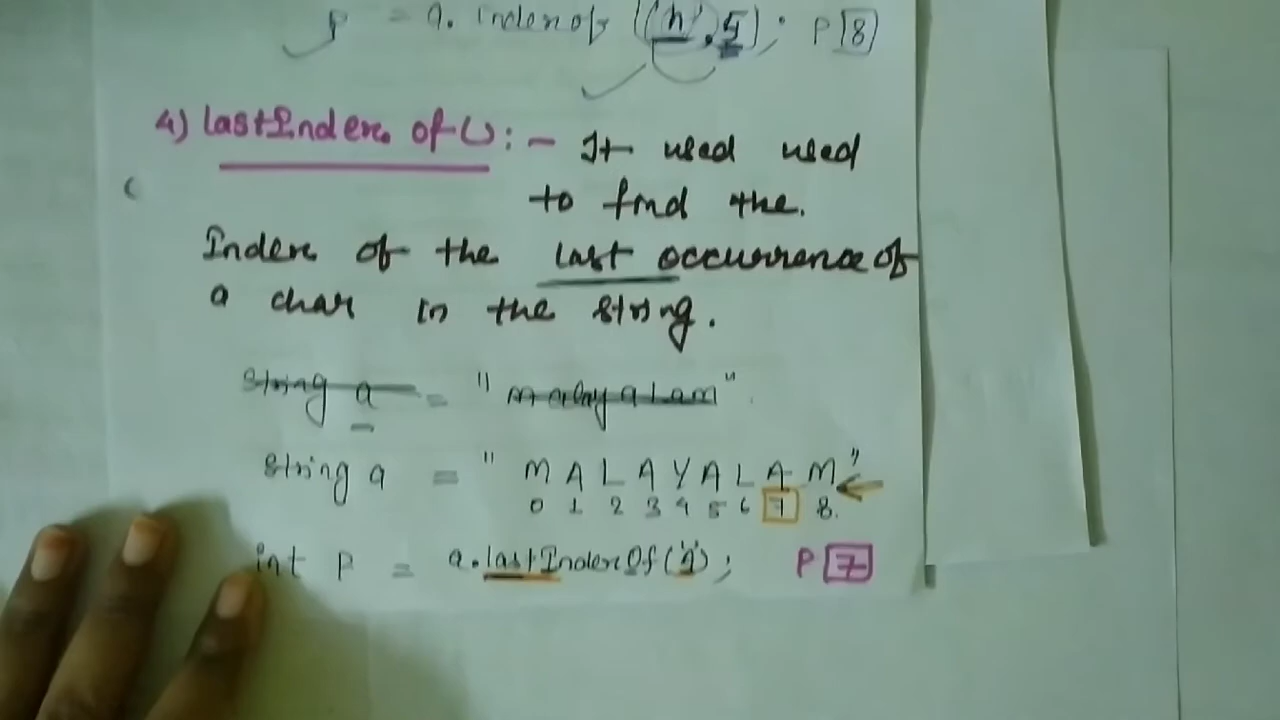 p = a. indexof ('h', 5); P 8
4) lastIndex of() : - It used used
to find the.
Index of the last occurrence of
a char in the string.
String a = "malayalam"
String a = "MALAYALAM"
0 1 2 3 4 5 6 7 8.
int P = a.lastIndexOf('A'); P 7